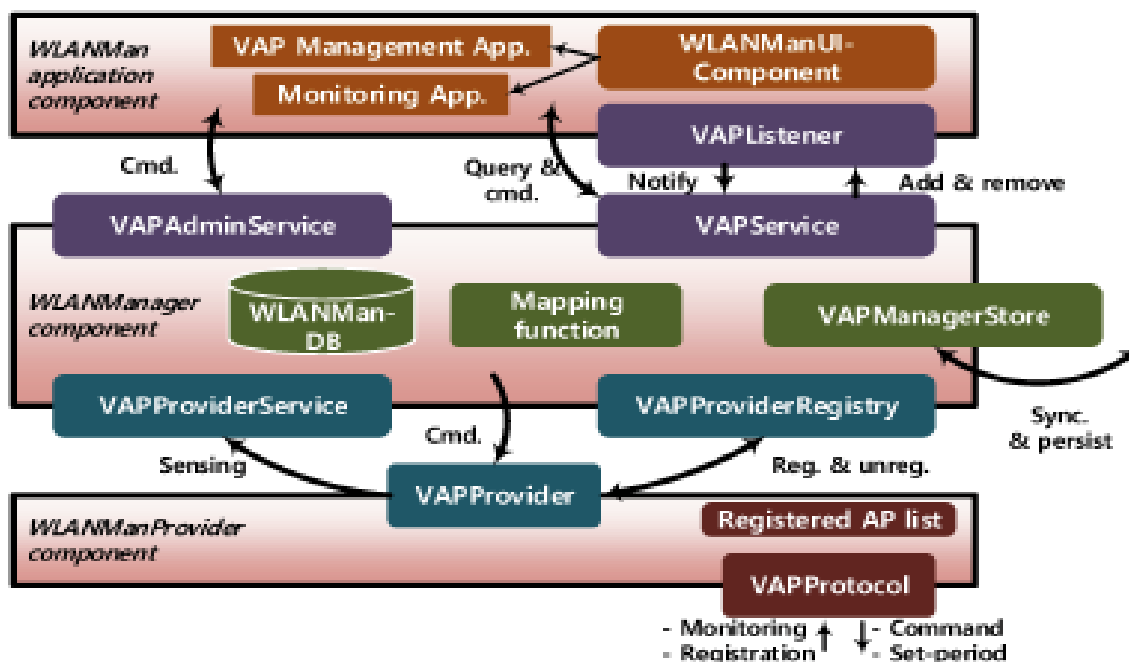 WLANMan
application
component
VAP Management App.
Monitoring App.
WLANManUI-
Component
VAPListener
Cmd.
Query &
cmd.
Notify
Add & remove
VAPAdminService
VAPService
WLANManager
component
WLANMan-
DB
Mapping
function
VAPManagerStore
VAPProviderService
VAPProviderRegistry
Sync.
& persist
Sensing
Cmd.
Reg. & unreg.
VAPProvider
WLANManProvider
component
Registered AP list
VAPProtocol
- Monitoring
- Registration
- Command
- Set-period